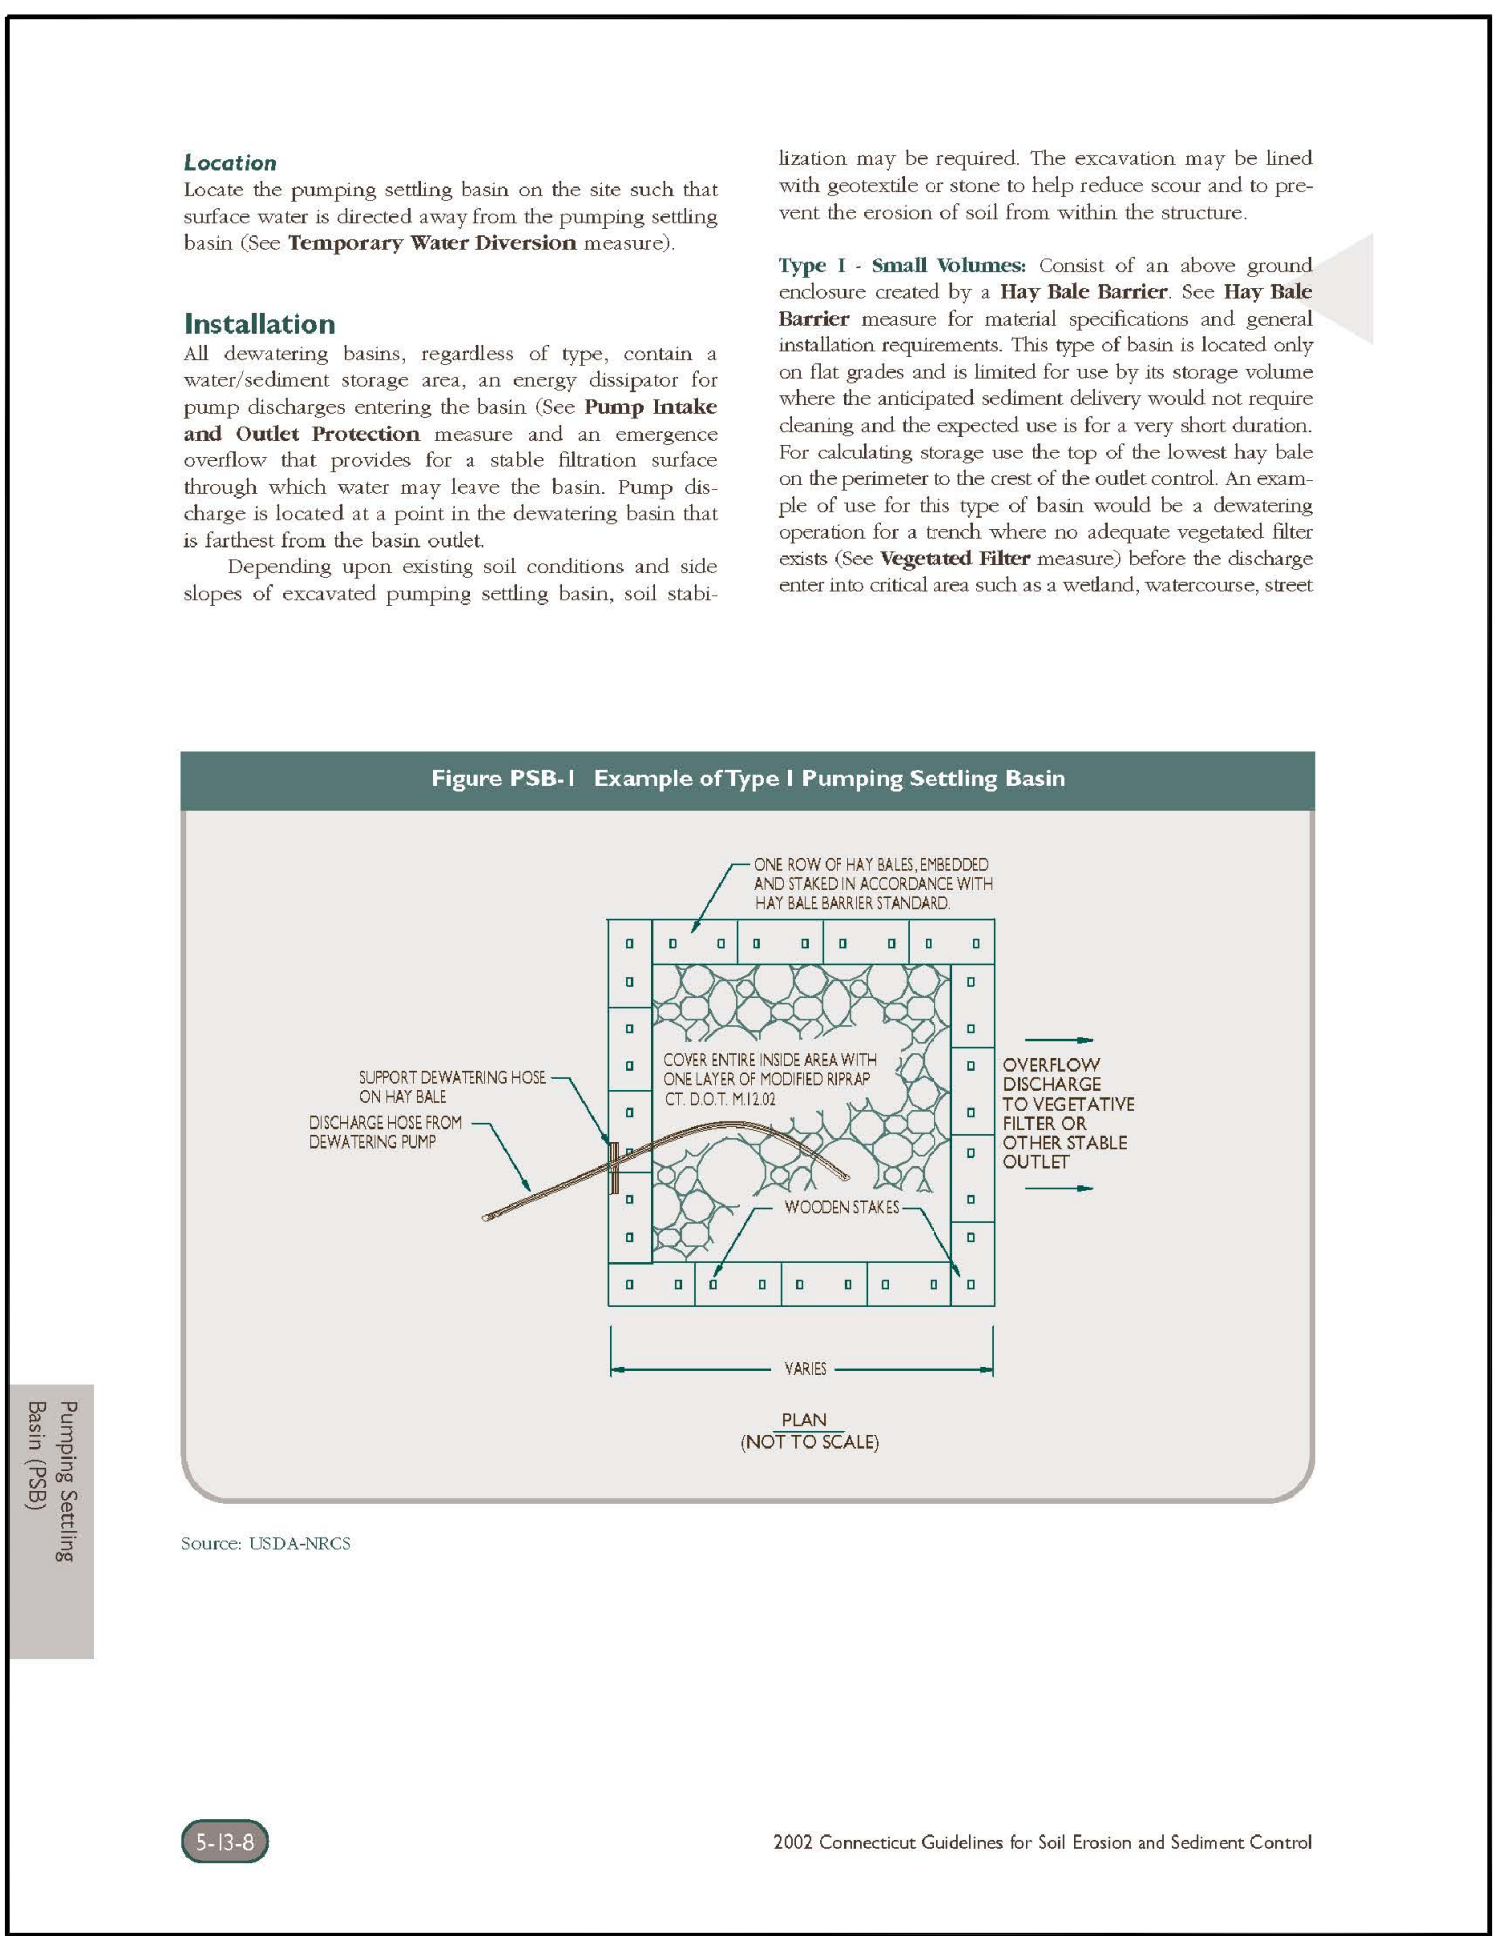 Location
Locate the pumping settling basin on the site such that
surface water is directed away from the pumping settling
basin (See Temporary Water Diversion measure).
Installation
All dewatering basins, regardless of type, contain a
water/sediment storage area, an energy dissipator for
pump discharges entering the basin (See Pump Intake
and Outlet Protection measure and an emergence
overflow that provides for a stable filtration surface
through which water may leave the basin. Pump dis-
charge is located at a point in the dewatering basin that
is farthest from the basin outlet.
Depending upon existing soil conditions and side
slopes of excavated pumping settling basin, soil stabi-
lization may be required. The excavation may be lined
with geotextile or stone to help reduce scour and to pre-
vent the erosion of soil from within the structure.
Type I - Small Volumes: Consist of an above ground
enclosure created by a Hay Bale Barrier. See Hay Bale
Barrier measure for material specifications and general
installation requirements. This type of basin is located only
on flat grades and is limited for use by its storage volume
where the anticipated sediment delivery would not require
cleaning and the expected use is for a very short duration.
For calculating storage use the top of the lowest hay bale
on the perimeter to the crest of the outlet control. An exam-
ple of use for this type of basin would be a dewatering
operation for a trench where no adequate vegetated filter
exists (See Vegetated Filter measure) before the discharge
enter into critical area such as a wetland, watercourse, street
Figure PSB-1 Example of Type I Pumping Settling Basin
ONE ROW OF HAY BALES, EMBEDDED
AND STAKED IN ACCORDANCE WITH
HAY BALE BARRIER STANDARD.
COVER ENTIRE INSIDE AREA WITH
ONE LAYER OF MODIFIED RIPRAP
CT. D.O.T. M.12.02
SUPPORT DEWATERING HOSE
ON HAY BALE
DISCHARGE HOSE FROM
DEWATERING PUMP
OVERFLOW
DISCHARGE
TO VEGETATIVE
FILTER OR
OTHER STABLE
OUTLET
WOODEN STAKES
VARIES
PLAN
(NOT TO SCALE)
Pumping Settling
Basin (PSB)
Source: USDA-NRCS
5-13-8
2002 Connecticut Guidelines for Soil Erosion and Sediment Control